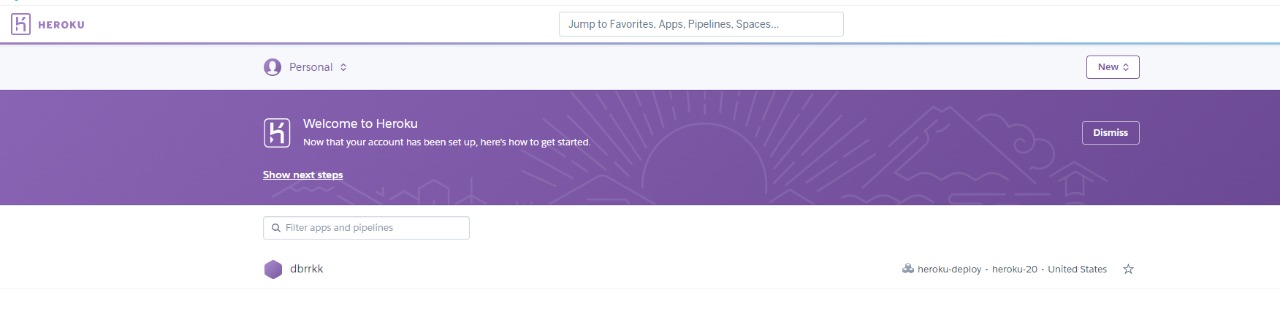 HEROKU
Jump to Favorites, Apps, Pipelines, Spaces...
Personal
New
Welcome to Heroku
Now that your account has been set up, here's how to get started.
Dismiss
Show next steps
Filter apps and pipelines
dbrrkk
heroku-deploy · heroku-20 · United States